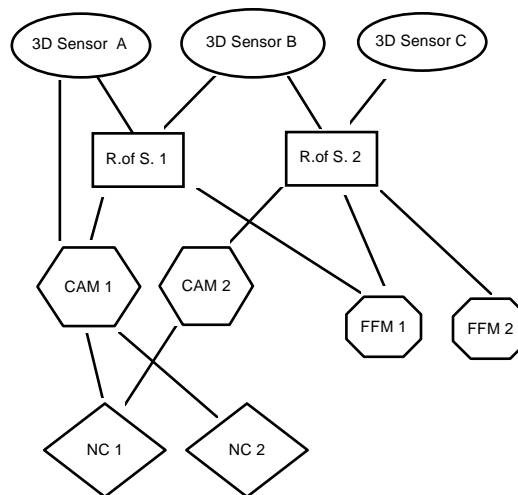 3D Sensor A
3D Sensor B
3D Sensor C
R.of S. 1
R.of S. 2
CAM 1
CAM 2
FFM 1
FFM 2
NC 1
NC 2